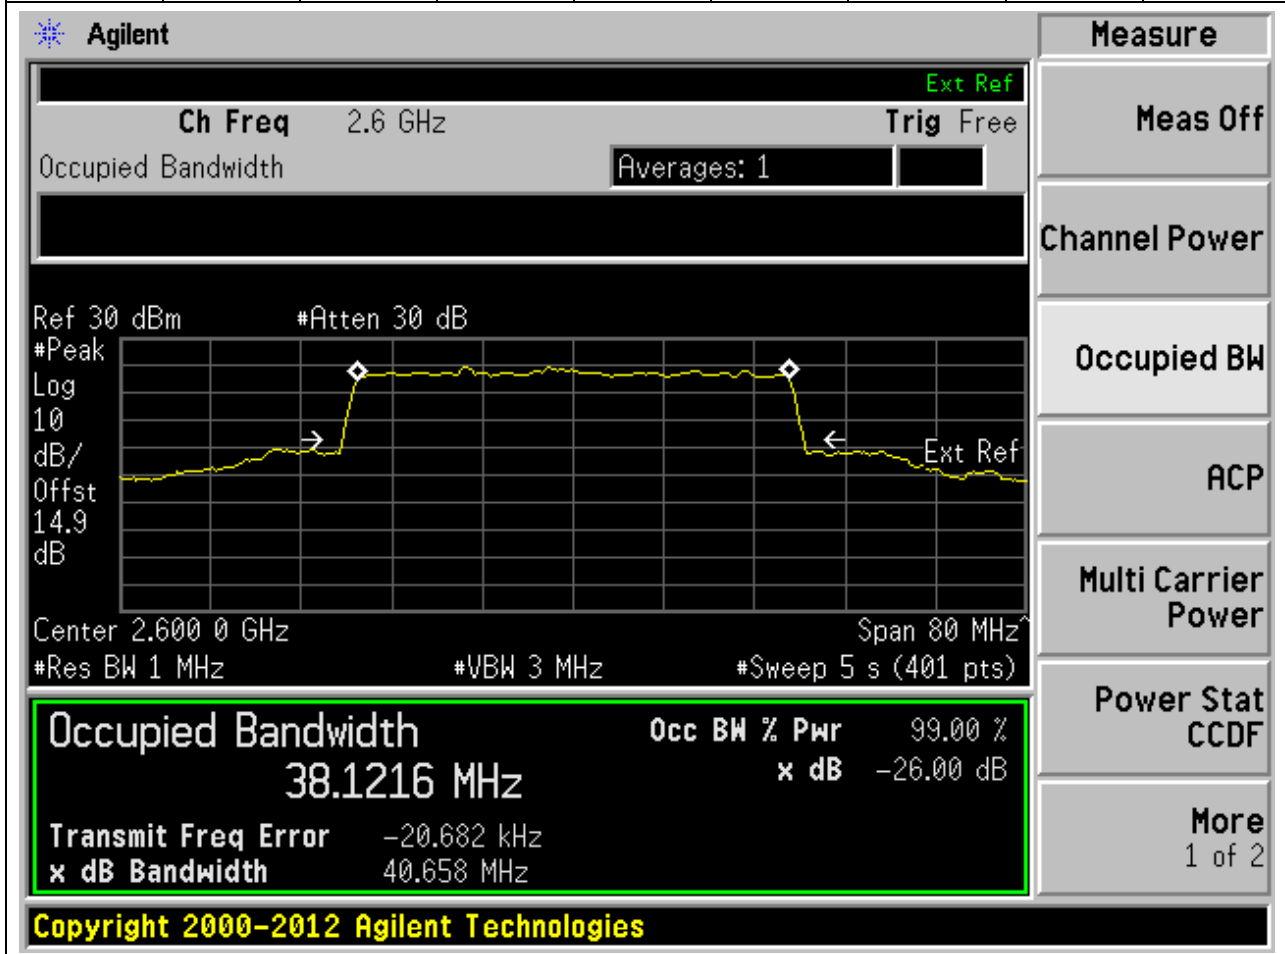 Agilent
Measure
Ext Ref
Ch Freq 2.6 GHz Trig Free
Meas Off
Occupied Bandwidth Averages: 1
Channel Power
Ref 30 dBm #Atten 30 dB
#Peak
Log
10
dB/
Offst
14.9
dB
Ext Ref
Occupied BW
ACP
Multi Carrier
Power
Center 2.600 0 GHz Span 80 MHz^
#Res BW 1 MHz #VBW 3 MHz #Sweep 5 s (401 pts)
Occupied Bandwidth
38.1216 MHz
Occ BW % Pwr 99.00 %
x dB -26.00 dB
Transmit Freq Error -20.682 kHz
x dB Bandwidth 40.658 MHz
Power Stat
CCDF
More
1 of 2
Copyright 2000-2012 Agilent Technologies